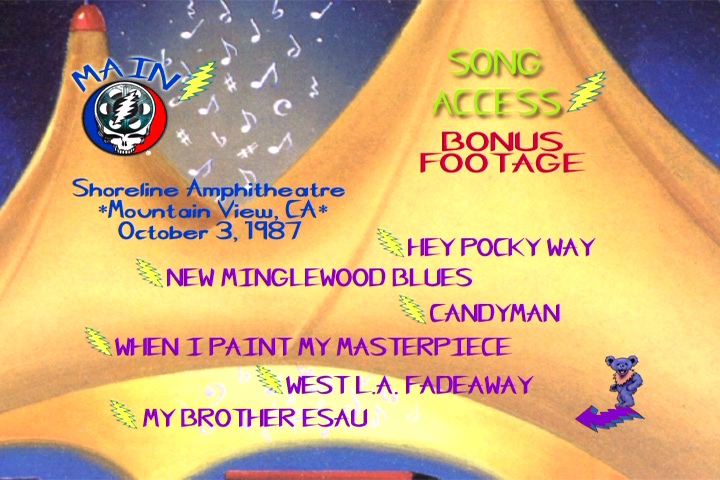 MAIN
SONG
ACCESS
BONUS
FOOTAGE
Shoreline Amphitheatre
*Mountain View, CA*
October 3, 1987
HEY POCKY WAY
NEW MINGLEWOOD BLUES
CANDYMAN
WHEN I PAINT MY MASTERPIECE
WEST L.A. FADEAWAY
MY BROTHER ESAU